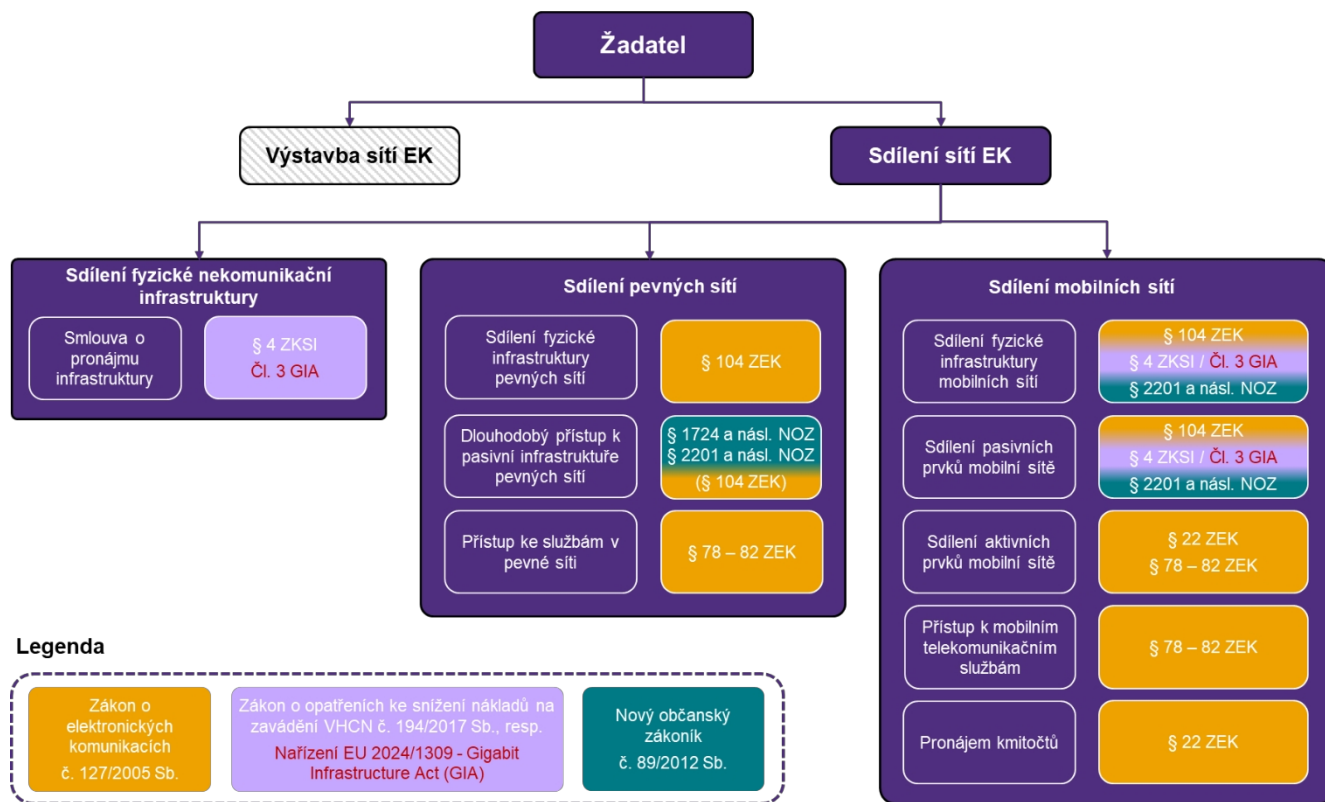 Žadatel
Výstavba sítí EK
Sdílení sítí EK
Sdílení fyzické nekomunikační
infrastruktury
Smlouva o
pronájmu
infrastruktury
§ 4 ZKSI
Čl. 3 GIA
Sdílení pevných sítí
Sdílení fyzické
infrastruktury
pevných sítí
§ 104 ZEK
Dlouhodobý přístup k
pasivní infrastruktuře
pevných sítí
§ 1724 a násl. NOZ
§ 2201 a násl. NOZ
(§ 104 ZEK)
Přístup ke službám v
pevné síti
§ 78 – 82 ZEK
Sdílení mobilních sítí
Sdílení fyzické
infrastruktury
mobilních sítí
§ 104 ZEK
§ 4 ZKSI / Čl. 3 GIA
§ 2201 a násl. NOZ
Sdílení pasivních
prvků mobilní sítě
§ 104 ZEK
§ 4 ZKSI / Čl. 3 GIA
§ 2201 a násl. NOZ
Sdílení aktivních
prvků mobilní sítě
§ 22 ZEK
§ 78 – 82 ZEK
Přístup k mobilním
telekomunikačním
službám
§ 78 – 82 ZEK
Pronájem kmitočtů
§ 22 ZEK
Legenda
Zákon o
elektronických
komunikacích
č. 127/2005 Sb.
Zákon o opatřeních ke snížení nákladů na
zavádění VHCN č. 194/2017 Sb., resp.
Nařízení EU 2024/1309 - Gigabit
Infrastructure Act (GIA)
Nový občanský
zákoník
č. 89/2012 Sb.